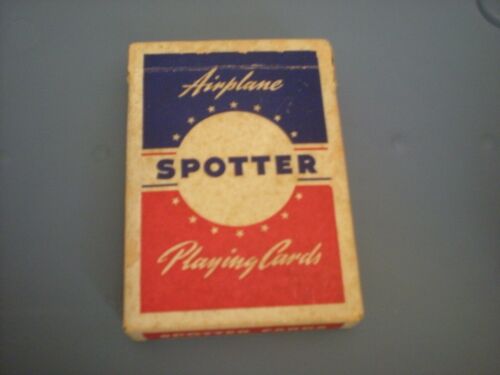 Airplane
SPOTTER
Playing Cards
SPOTTER CARDS